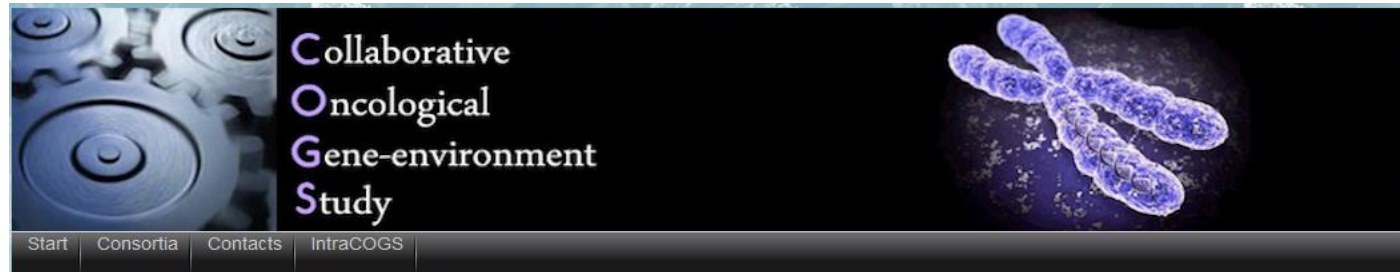 Collaborative
Oncological
Gene-environment
Study
Start Consortia Contacts IntraCOGS